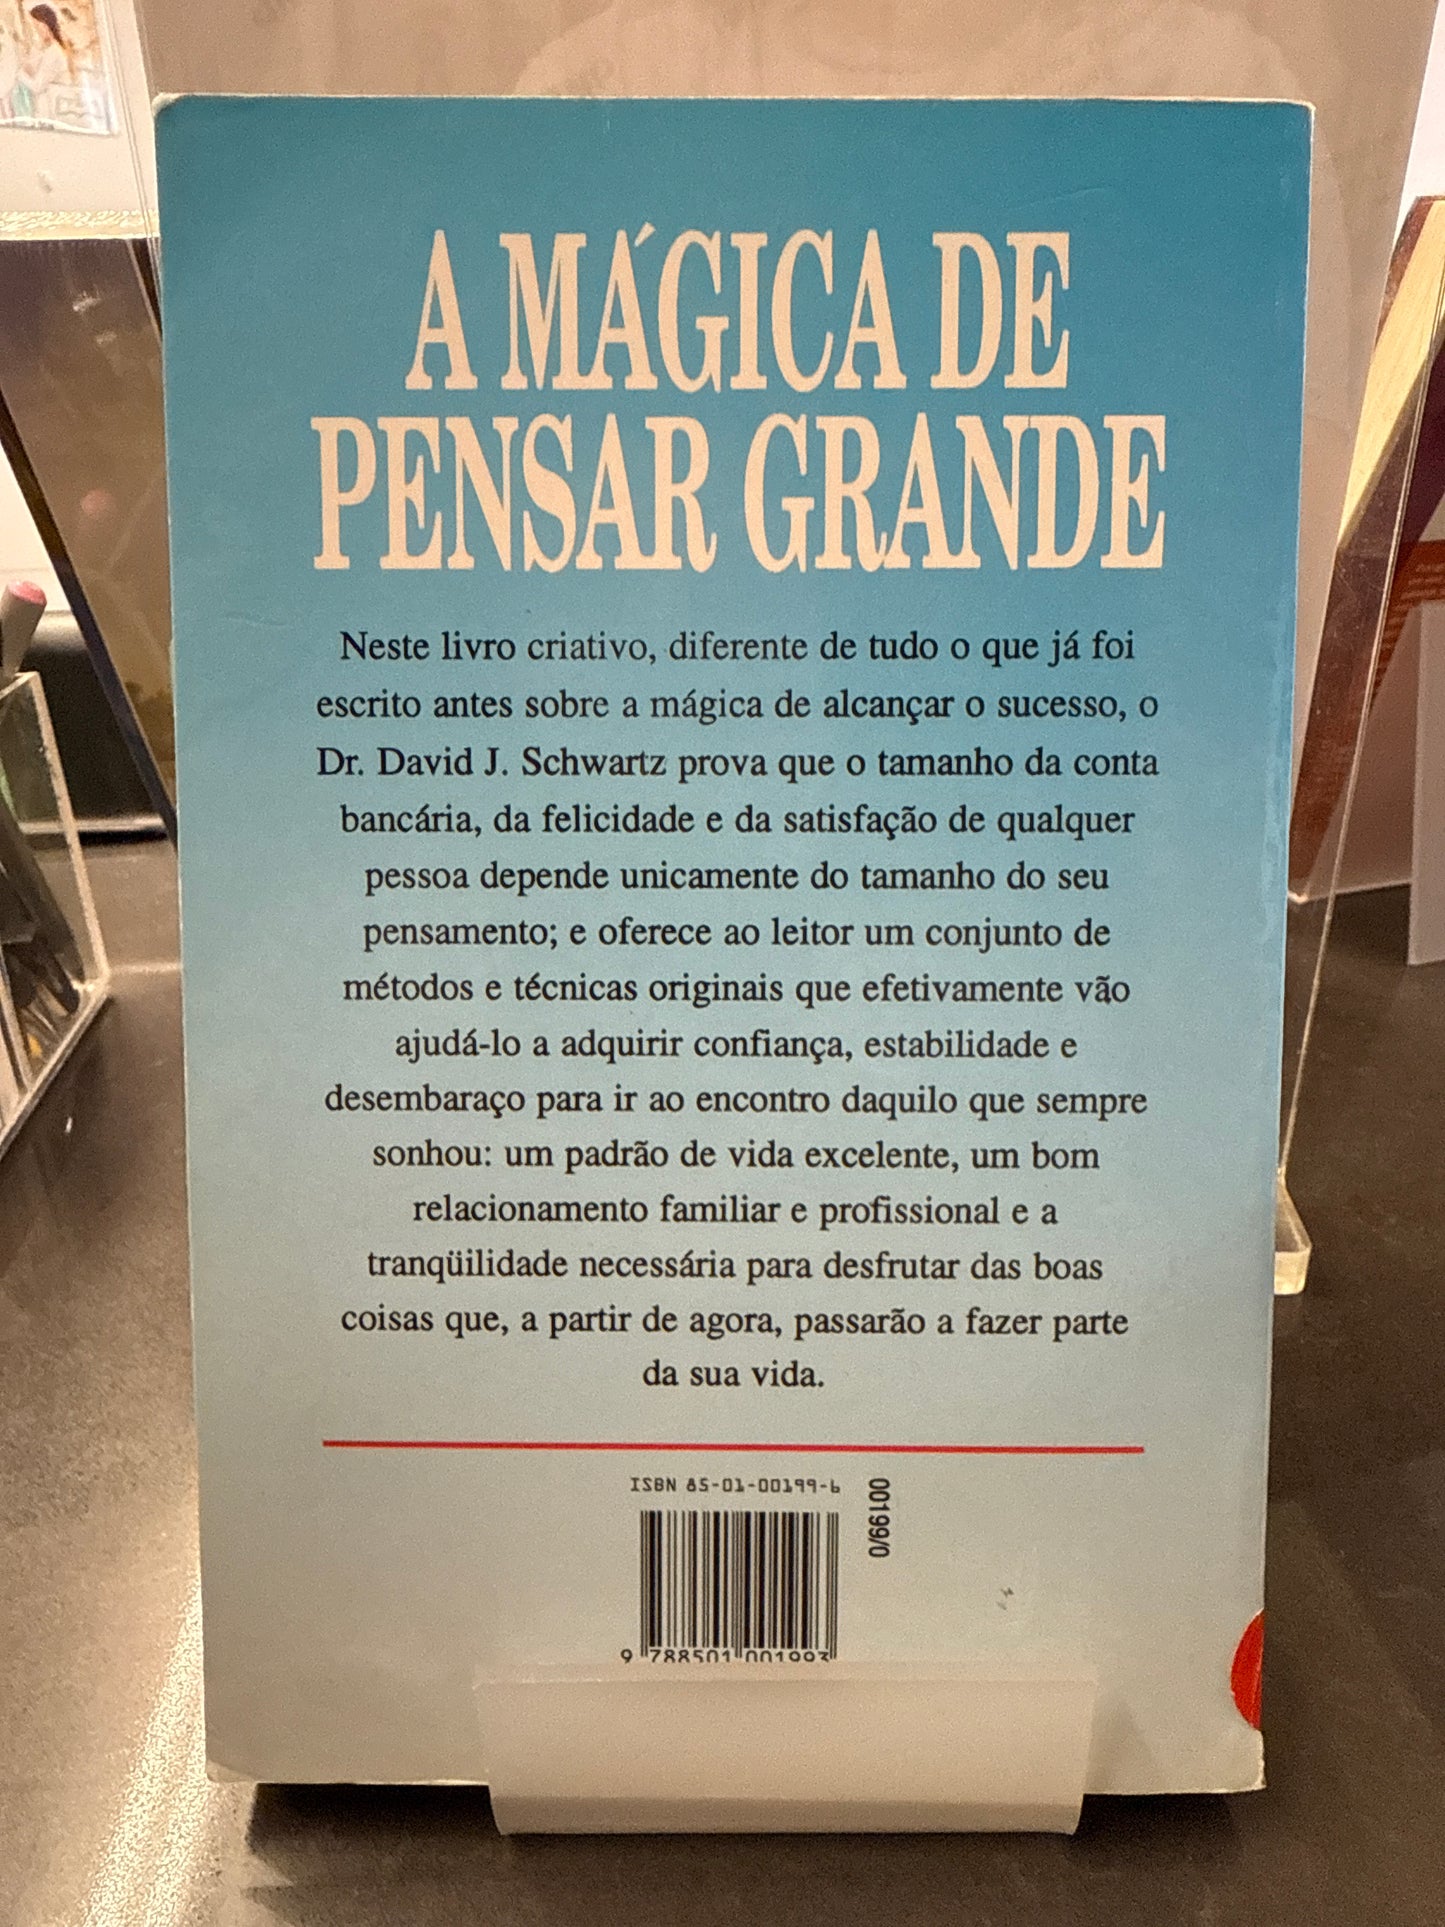 A MÁGICA DE
PENSAR GRANDE
Neste livro criativo, diferente de tudo o que já foi
escrito antes sobre a mágica de alcançar o sucesso, o
Dr. David J. Schwartz prova que o tamanho da conta
bancária, da felicidade e da satisfação de qualquer
pessoa depende unicamente do tamanho do seu
pensamento; e oferece ao leitor um conjunto de
métodos e técnicas originais que efetivamente vão
ajudá-lo a adquirir confiança, estabilidade e
desembaraço para ir ao encontro daquilo que sempre
sonhou: um padrão de vida excelente, um bom
relacionamento familiar e profissional e a
tranqüilidade necessária para desfrutar das boas
coisas que, a partir de agora, passarão a fazer parte
da sua vida.
ISBN 85-01-00199-6
00199/0
9 788501 001993